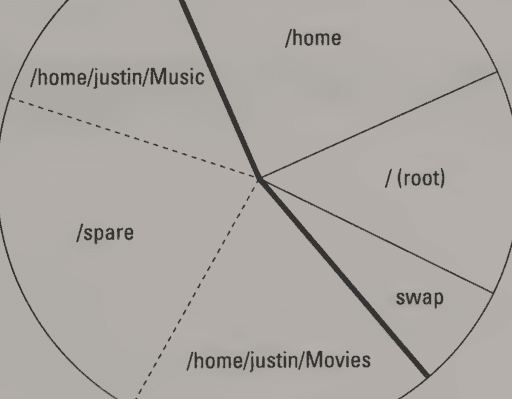 /home
/home/justin/Music
/ (root)
/spare
swap
/home/justin/Movies